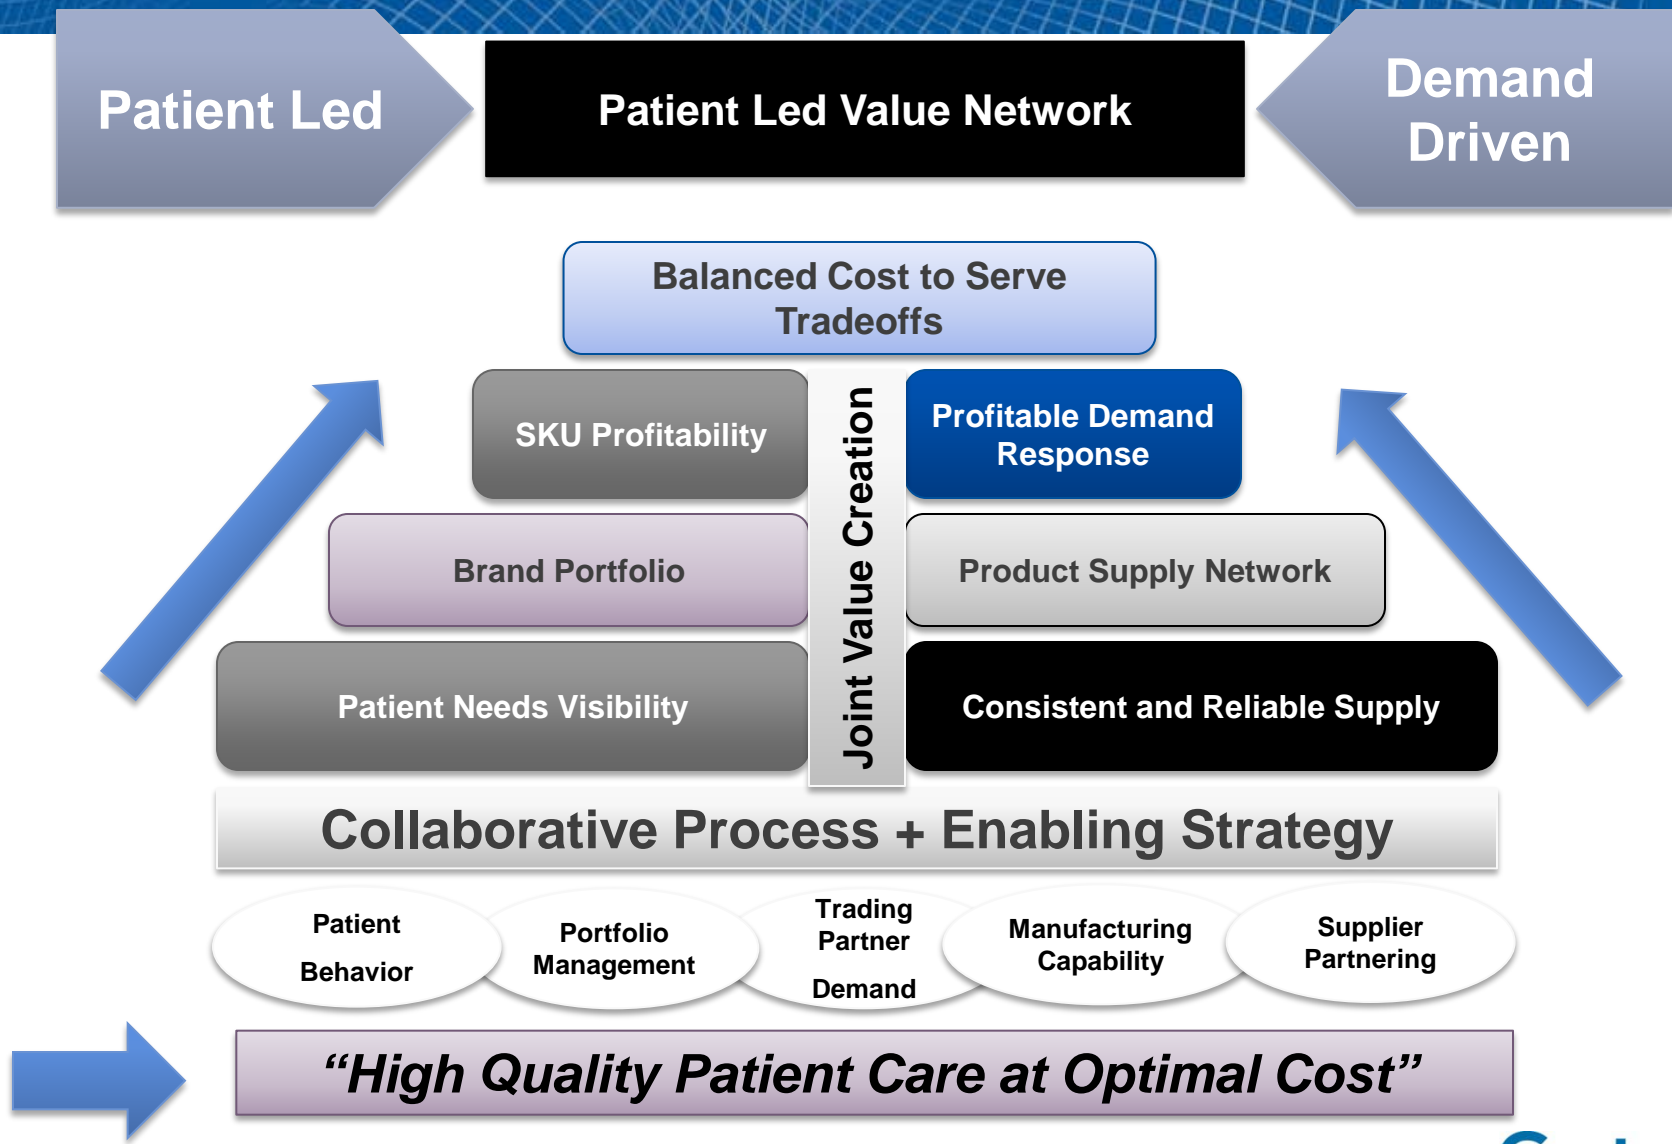 Patient Led
Patient Led Value Network
Demand
Driven
Balanced Cost to Serve
Tradeoffs
SKU Profitability
Joint Value Creation
Profitable Demand
Response
Brand Portfolio
Product Supply Network
Patient Needs Visibility
Consistent and Reliable Supply
Collaborative Process + Enabling Strategy
Patient
Behavior
Portfolio
Management
Trading
Partner
Demand
Manufacturing
Capability
Supplier
Partnering
“High Quality Patient Care at Optimal Cost”